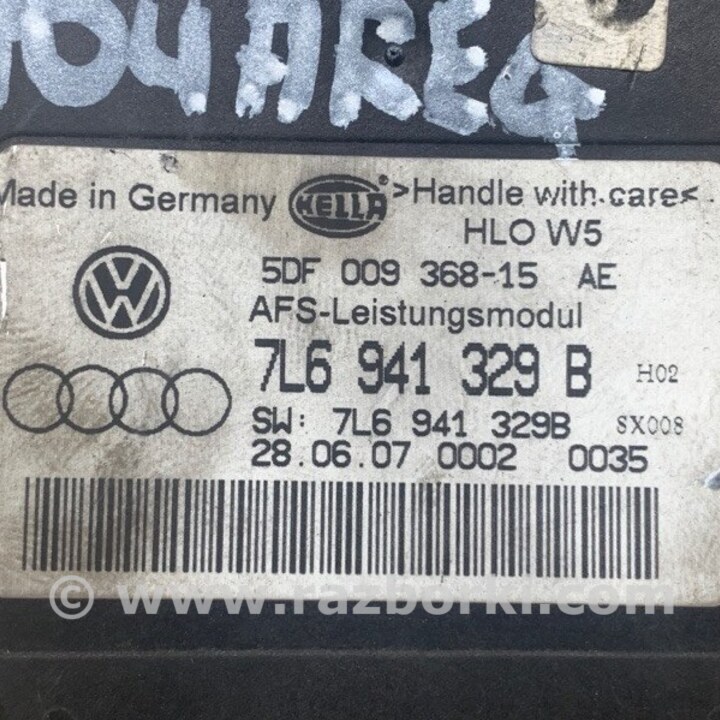 TOUAREG
Made in Germany HELLA ® >Handle with care<
HLO W5
5DF 009 368-15 AE
AFS-Leistungsmodul
7L6 941 329 B H02
SW: 7L6 941 329B SX008
28.06.07 0002 0035
© www.razborki.com